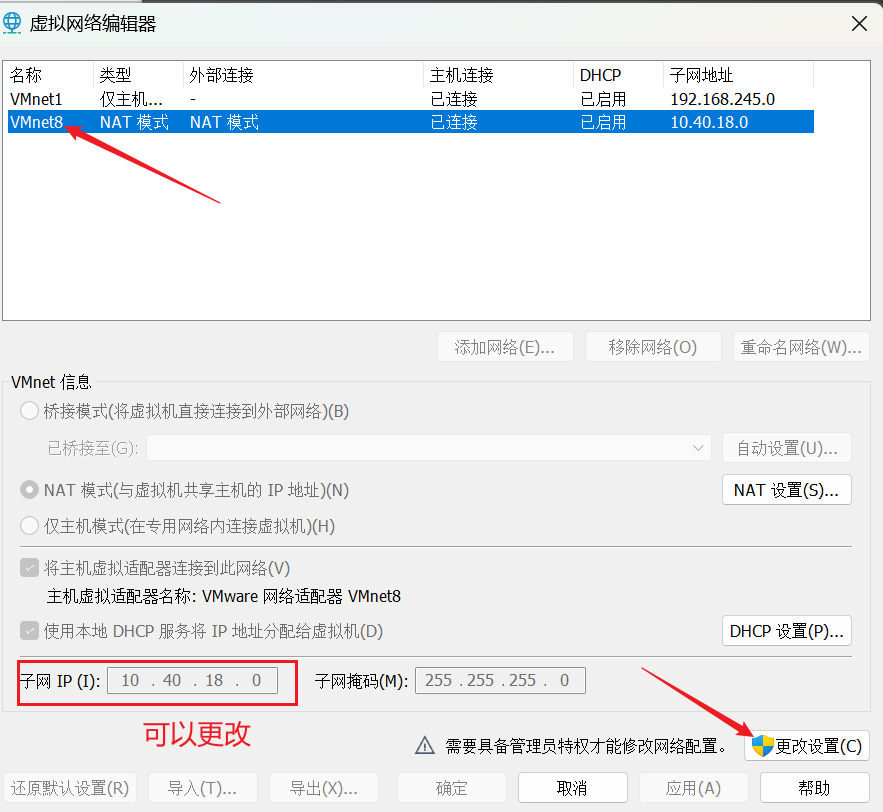 虚拟网络编辑器
名称 类型 外部连接 主机连接 DHCP 子网地址
VMnet1 仅主机... - 已连接 已启用 192.168.245.0
VMnet8 NAT 模式 NAT 模式 已连接 已启用 10.40.18.0
添加网络(E)... 移除网络(O) 重命名网络(W)...
VMnet 信息
桥接模式(将虚拟机直接连接到外部网络)(B)
已桥接至(G): 自动设置(U)...
NAT 模式(与虚拟机共享主机的 IP 地址)(N) NAT 设置(S)...
仅主机模式(在专用网络内连接虚拟机)(H)
将主机虚拟适配器连接到此网络(V)
主机虚拟适配器名称: VMware 网络适配器 VMnet8
使用本地 DHCP 服务将 IP 地址分配给虚拟机(D) DHCP 设置(P)...
子网 IP (I): 10 . 40 . 18 . 0 子网掩码(M): 255 . 255 . 255 . 0
可以更改
需要具备管理员特权才能修改网络配置。 更改设置(C)
还原默认设置(R) 导入(T)... 导出(X)... 确定 取消 应用(A) 帮助